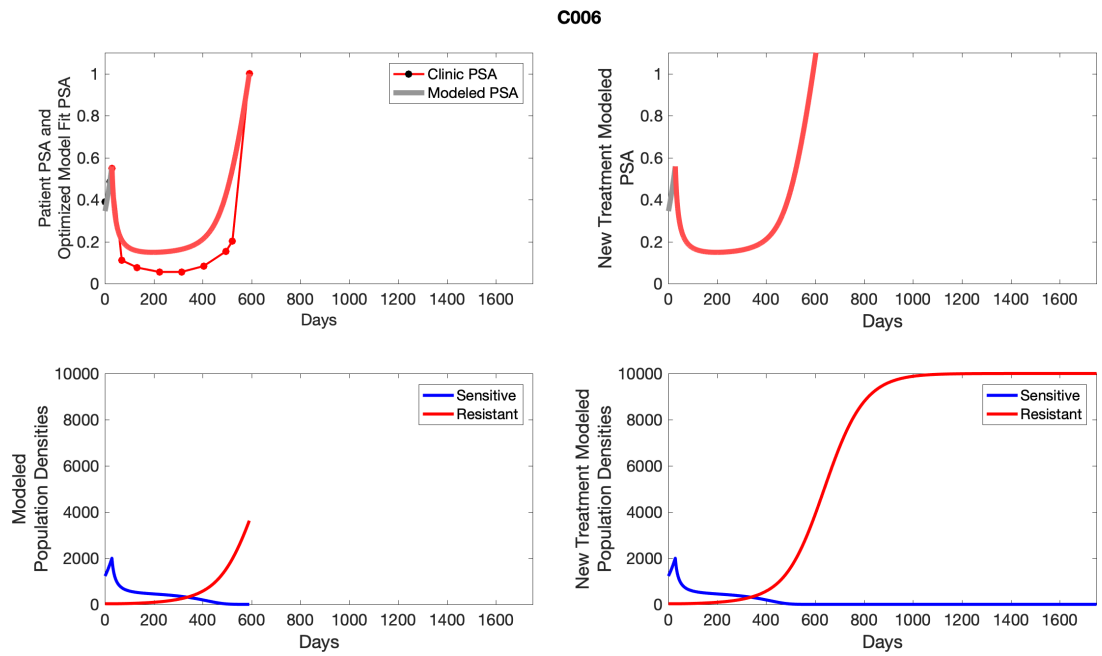 C006
Patient PSA and
Optimized Model Fit PSA
1
0.8
0.6
0.4
0.2
0
Clinic PSA
Modeled PSA
0 200 400 600 800 1000 1200 1400 1600
Days
New Treatment Modeled
PSA
1
0.8
0.6
0.4
0.2
0
0 200 400 600 800 1000 1200 1400 1600
Days
Modeled
Population Densities
10000
8000
6000
4000
2000
0
Sensitive
Resistant
0 200 400 600 800 1000 1200 1400 1600
Days
New Treatment Modeled
Population Densities
10000
8000
6000
4000
2000
0
Sensitive
Resistant
0 200 400 600 800 1000 1200 1400 1600
Days